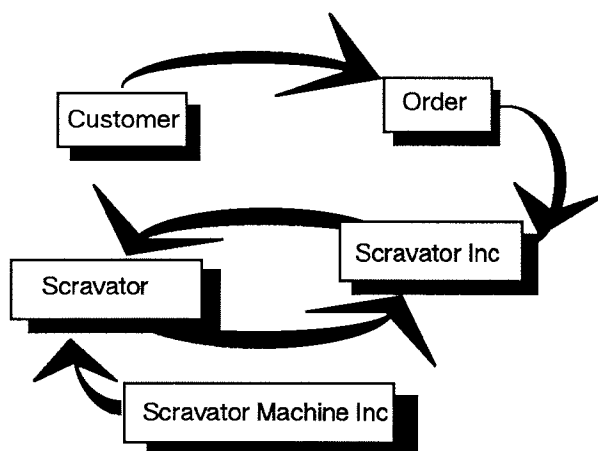 Customer
Order
Scravator Inc
Scravator
Scravator Machine Inc